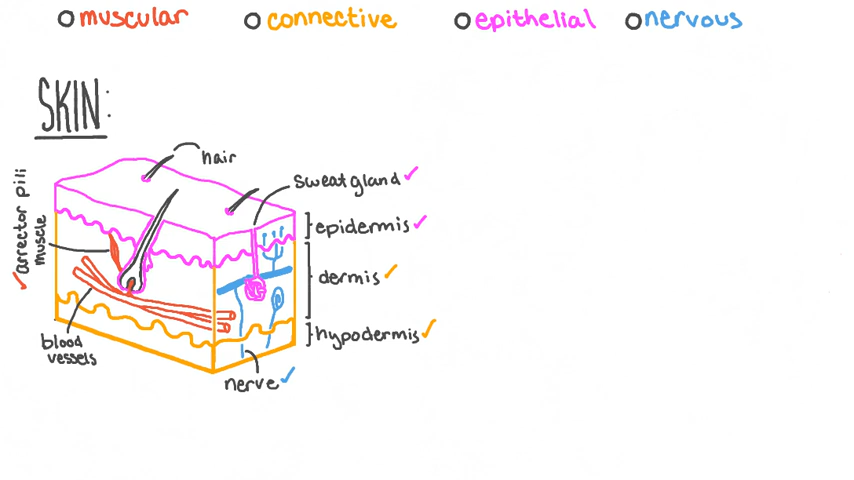 muscular connective epithelial nervous
SKIN:
hair
sweat gland
arrector pili
muscle
epidermis
dermis
hypodermis
blood
vessels
nerve